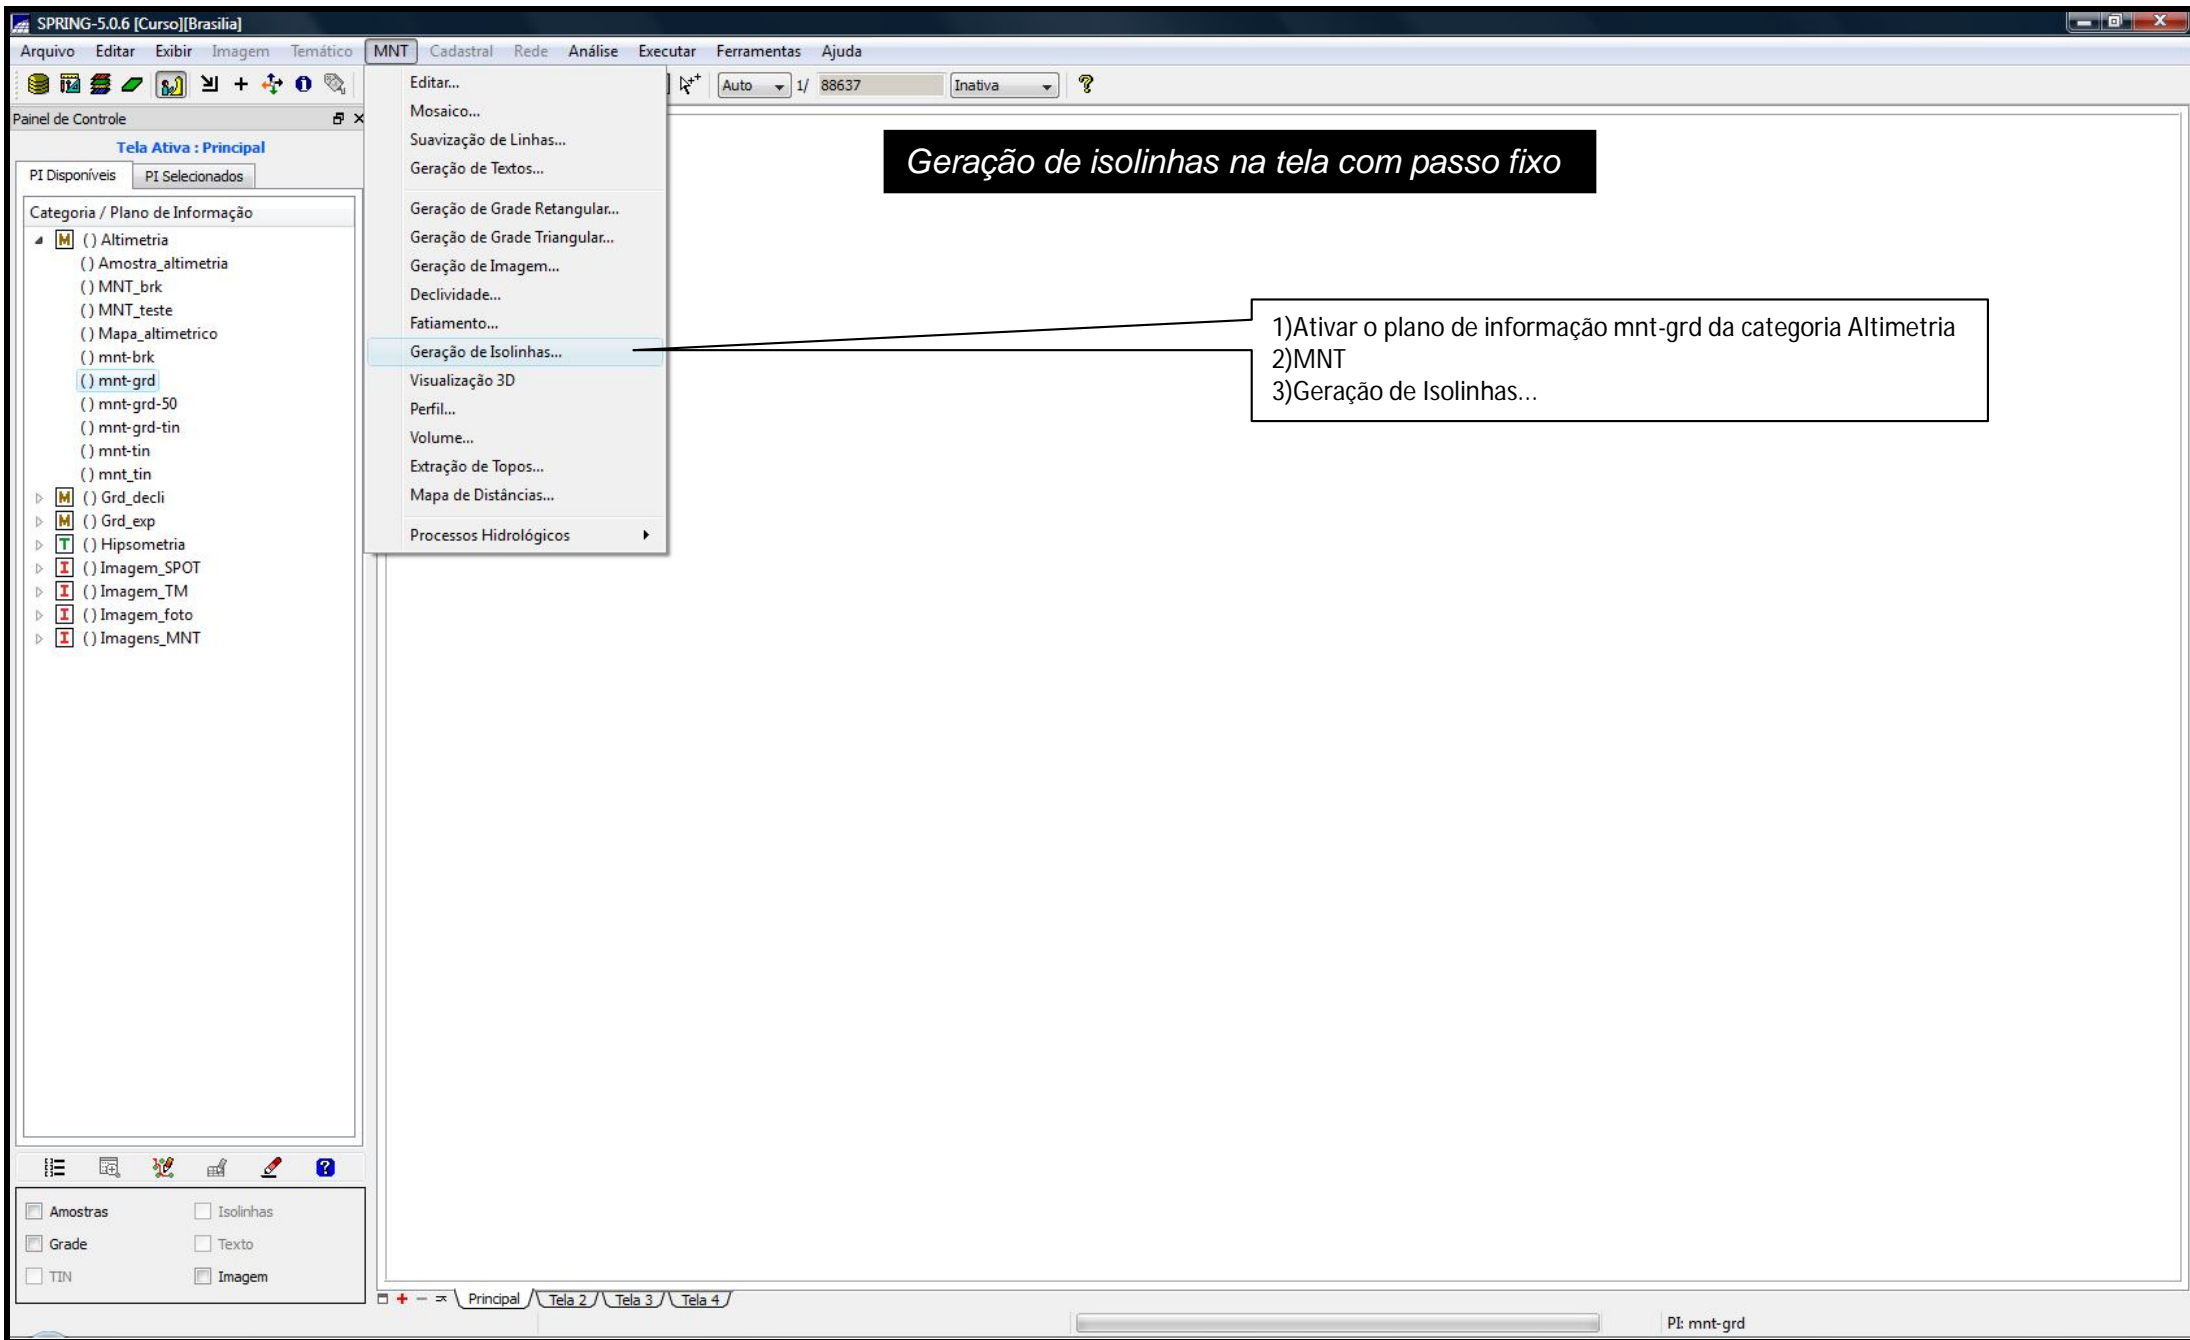 SPRING-5.0.6 [Curso][Brasilia]
Arquivo Editar Exibir Imagem Temático MNT Cadastral Rede Análise Executar Ferramentas Ajuda
Auto 1/ 88637 Inativa
Painel de Controle
Tela Ativa : Principal
PI Disponíveis PI Selecionados
Categoria / Plano de Informação
M () Altimetria
() Amostra_altimetria
() MNT_brk
() MNT_teste
() Mapa_altimetrico
() mnt-brk
() mnt-grd
() mnt-grd-50
() mnt-grd-tin
() mnt-tin
() mnt_tin
M () Grd_decli
M () Grd_exp
T () Hipsometria
I () Imagem_SPOT
I () Imagem_TM
I () Imagem_foto
I () Imagens_MNT
Editar...
Mosaico...
Suavização de Linhas...
Geração de Textos...
Geração de Grade Retangular...
Geração de Grade Triangular...
Geração de Imagem...
Declividade...
Fatiamento...
Geração de Isolinhas...
Visualização 3D
Perfil...
Volume...
Extração de Topos...
Mapa de Distâncias...
Processos Hidrológicos
Geração de isolinhas na tela com passo fixo
1)Ativar o plano de informação mnt-grd da categoria Altimetria
2)MNT
3)Geração de Isolinhas...
Amostras Isolinhas
Grade Texto
TIN Imagem
Principal Tela 2 Tela 3 Tela 4
PI: mnt-grd